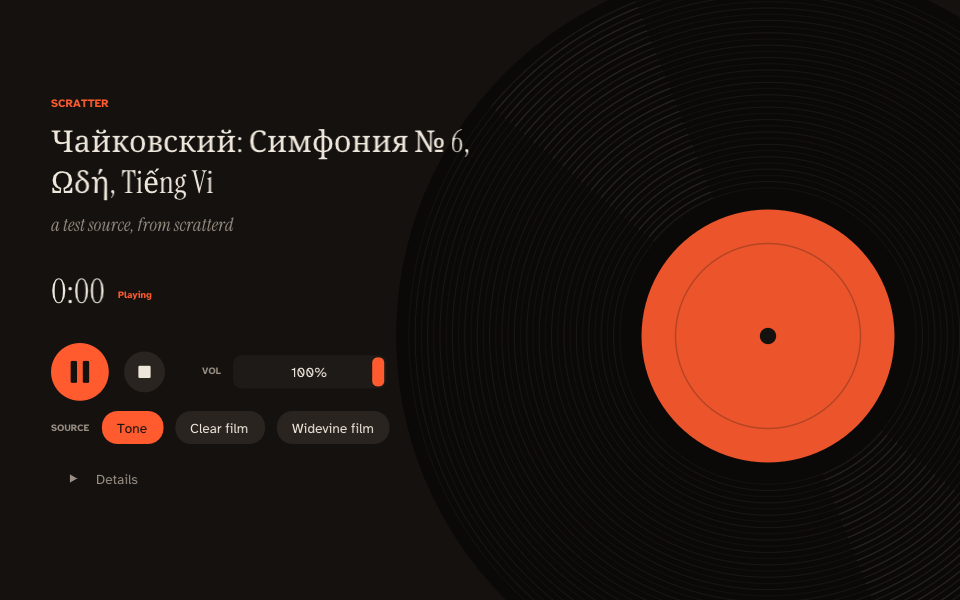 SCRATTER
Чайковский: Симфония № 6,
Ωδή, Tiếng Vi
a test source, from scratterd
0:00 Playing
VOL 100%
SOURCE Tone Clear film Widevine film
Details